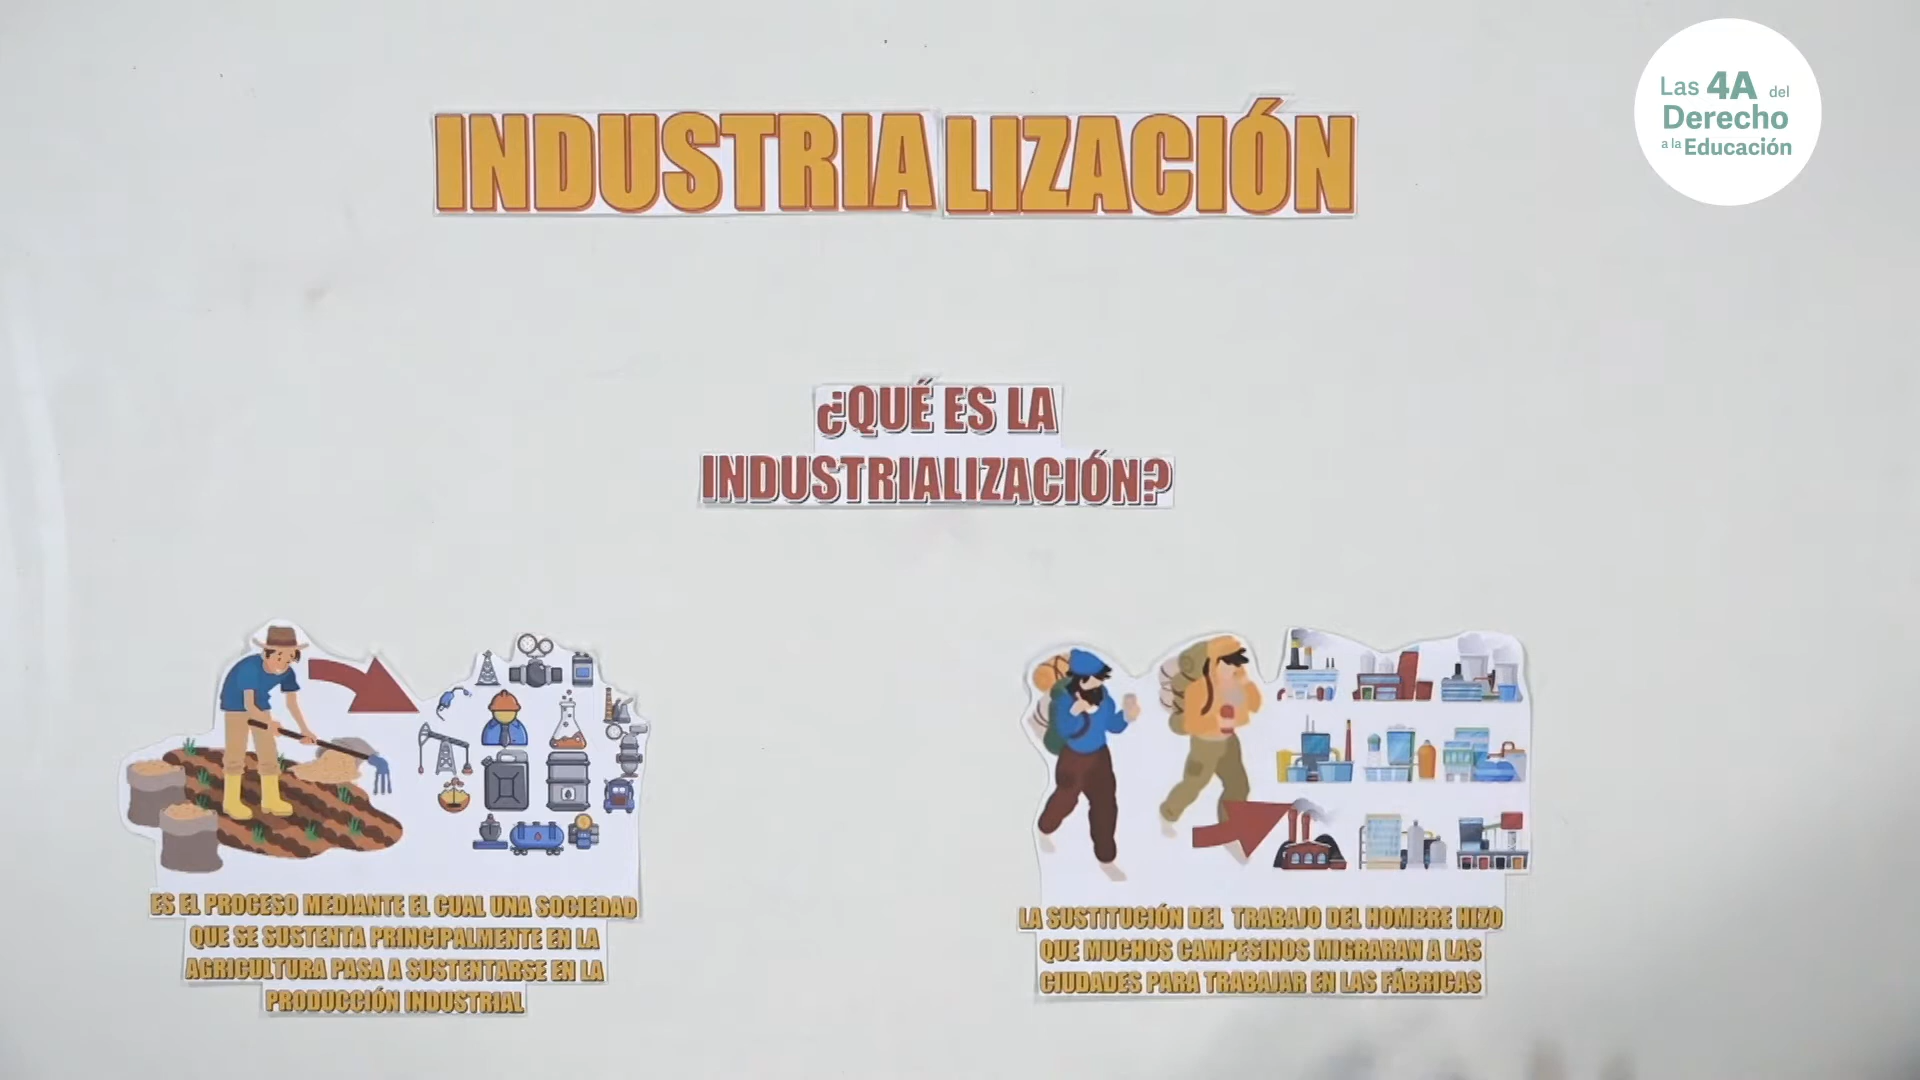 Las 4A del
Derecho
a la Educación
INDUSTRIALIZACIÓN
¿QUÉ ES LA
INDUSTRIALIZACIÓN?
ES EL PROCESO MEDIANTE EL CUAL UNA SOCIEDAD
QUE SE SUSTENTA PRINCIPALMENTE EN LA
AGRICULTURA PASA A SUSTENTARSE EN LA
PRODUCCIÓN INDUSTRIAL
LA SUSTITUCIÓN DEL TRABAJO DEL HOMBRE HIZO
QUE MUCHOS CAMPESINOS MIGRARAN A LAS
CIUDADES PARA TRABAJAR EN LAS FÁBRICAS